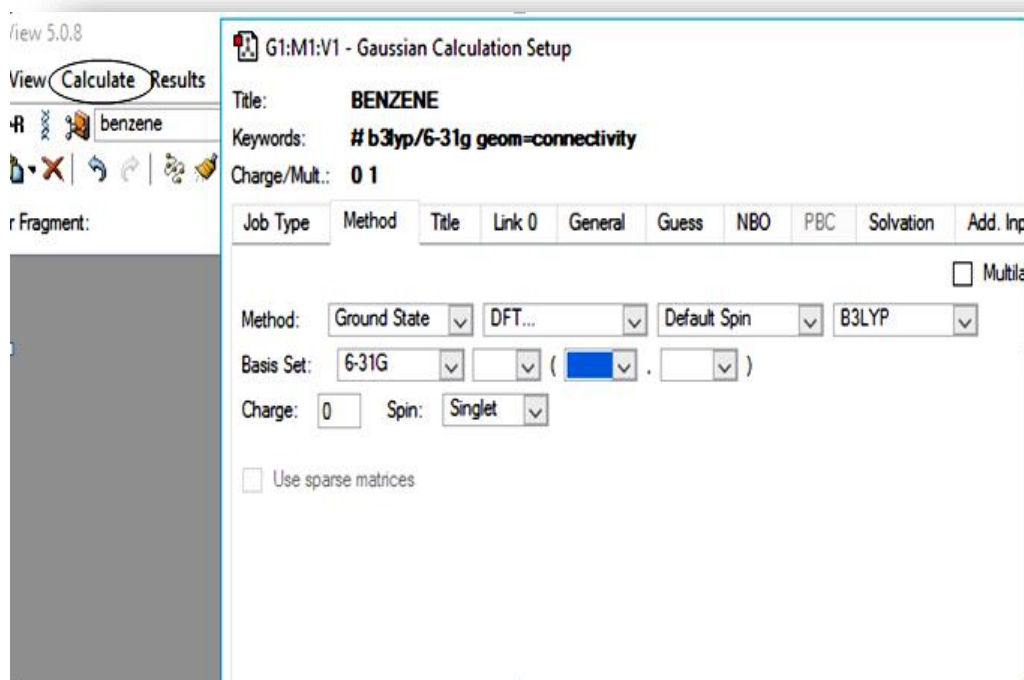 View 5.0.8
View Calculate Results
benzene
r Fragment:
G1:M1:V1 - Gaussian Calculation Setup
Title: BENZENE
Keywords: # b3lyp/6-31g geom=connectivity
Charge/Mult.: 0 1
Job Type Method Title Link 0 General Guess NBO PBC Solvation Add. Inp
Multila
Method: Ground State DFT... Default Spin B3LYP
Basis Set: 6-31G ( . )
Charge: 0 Spin: Singlet
Use sparse matrices